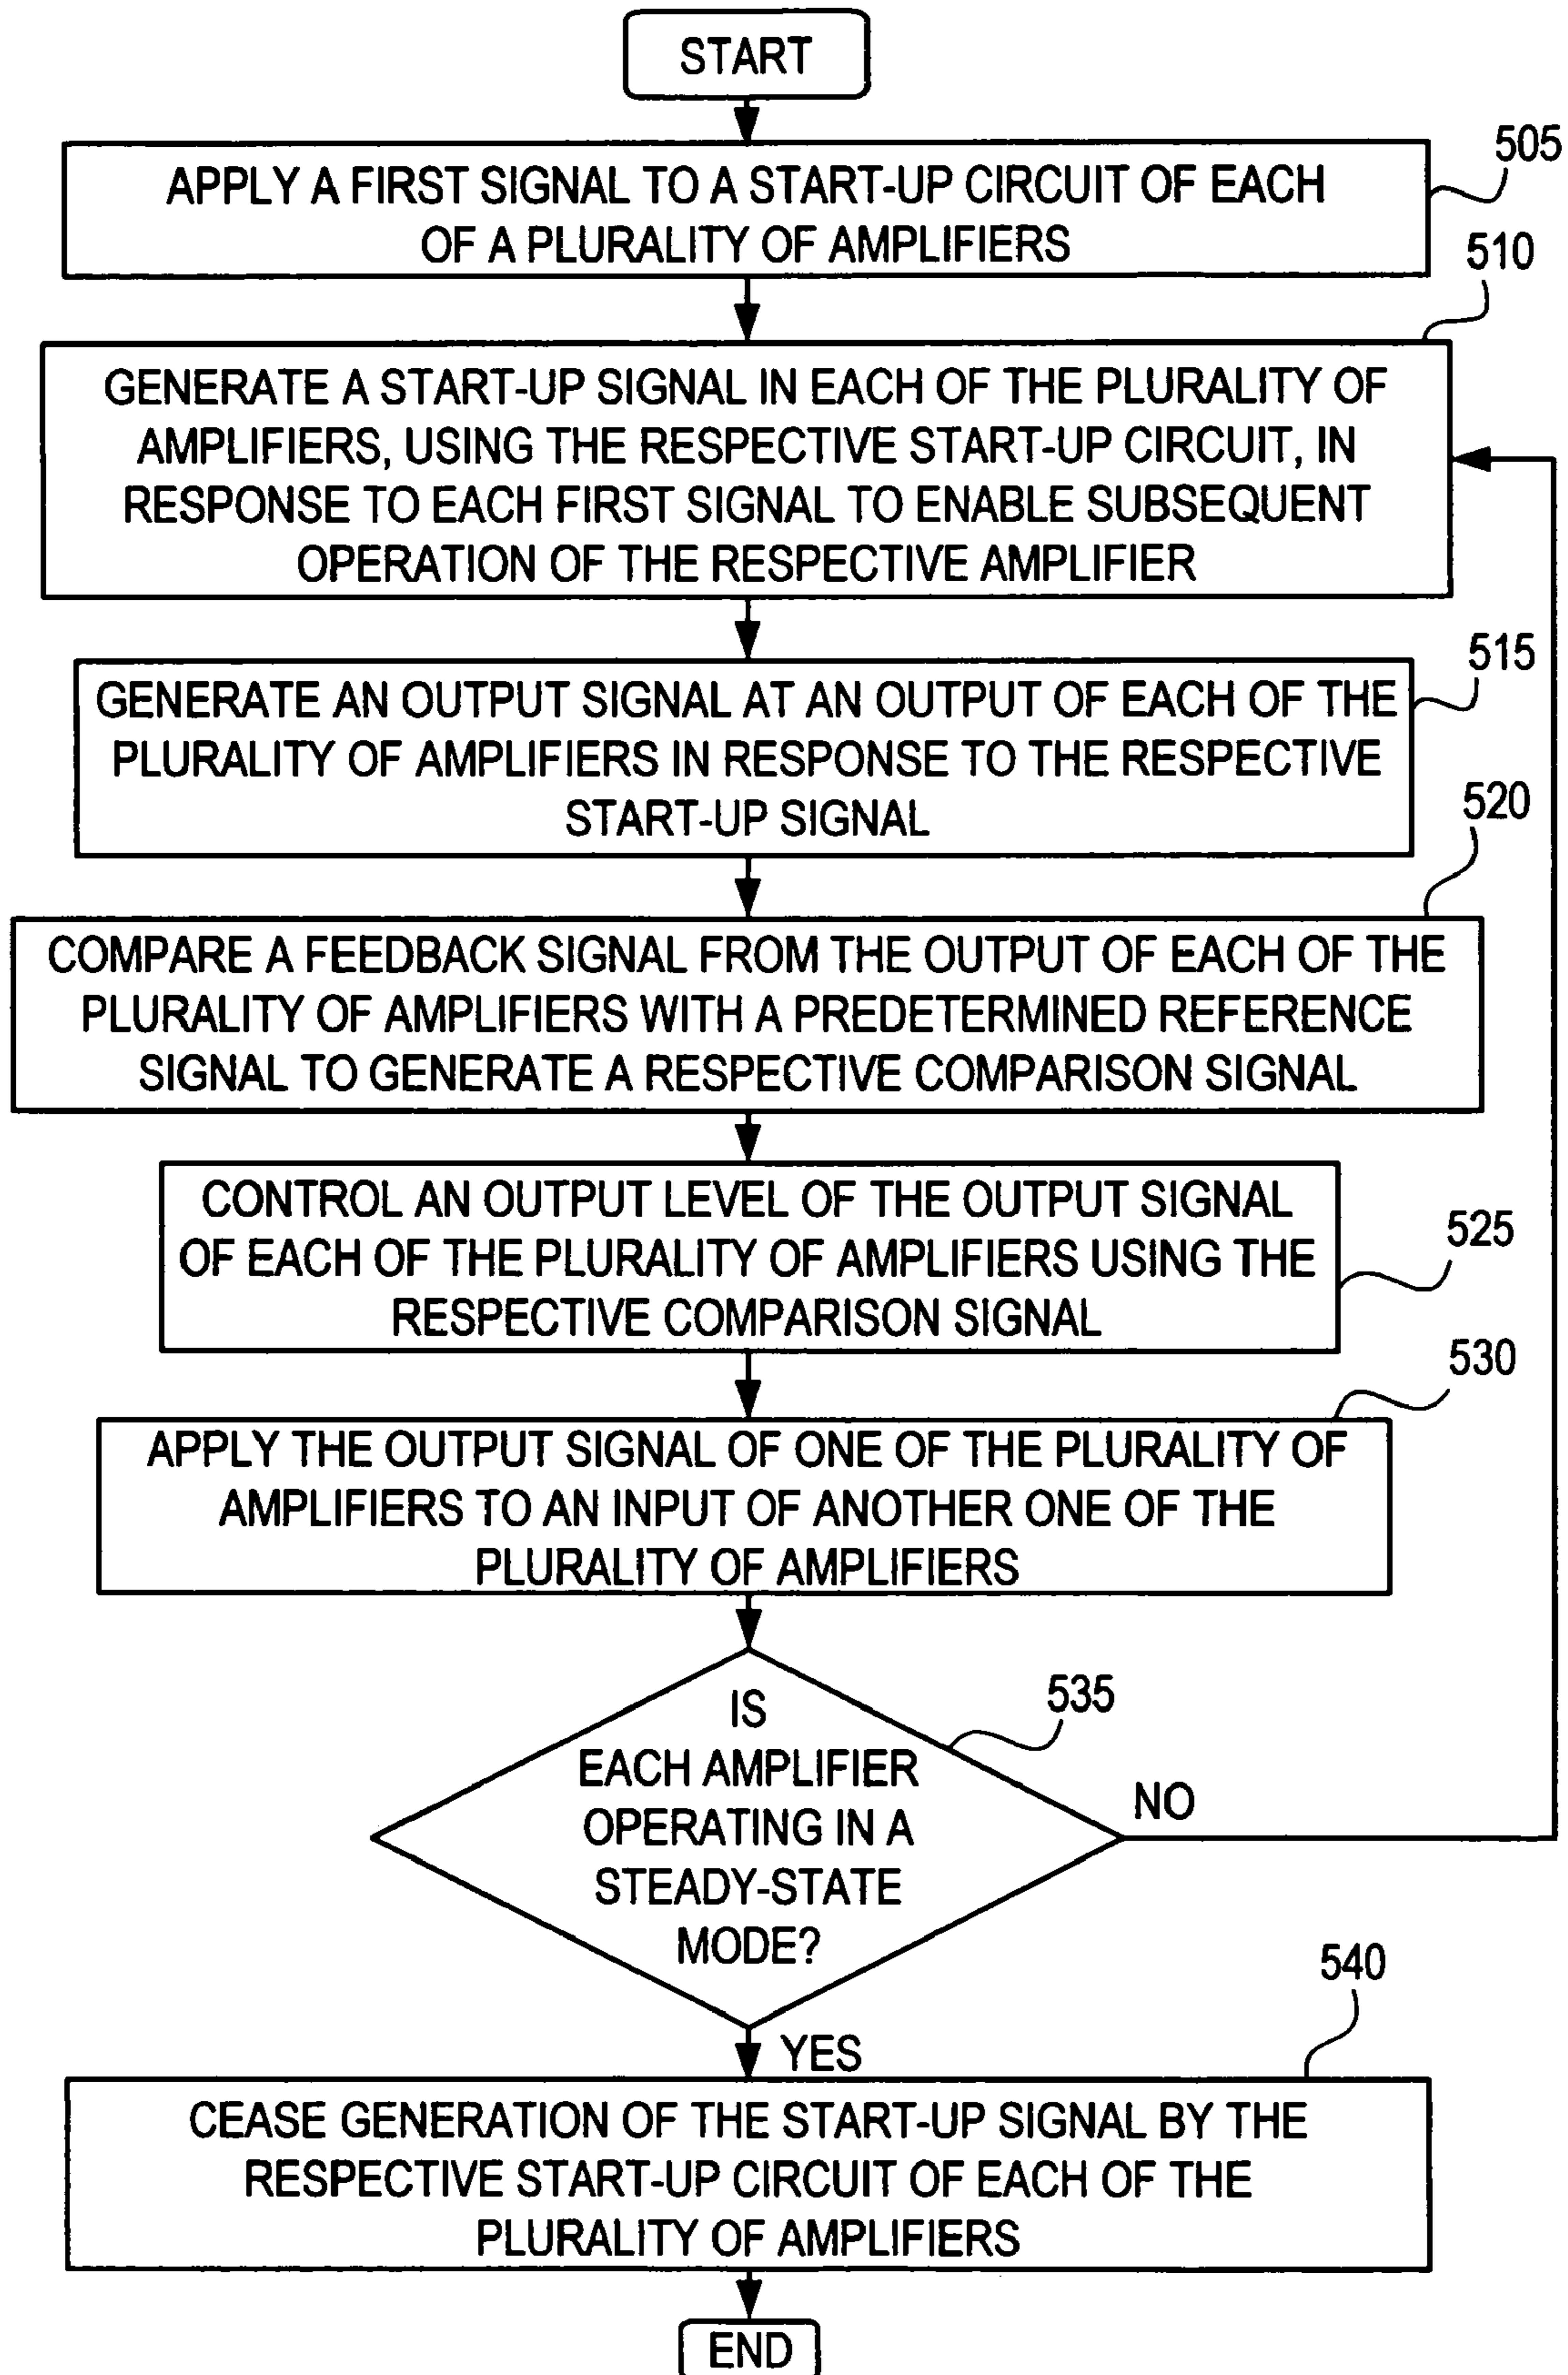 START
505
APPLY A FIRST SIGNAL TO A START-UP CIRCUIT OF EACH
OF A PLURALITY OF AMPLIFIERS
510
GENERATE A START-UP SIGNAL IN EACH OF THE PLURALITY OF
AMPLIFIERS, USING THE RESPECTIVE START-UP CIRCUIT, IN
RESPONSE TO EACH FIRST SIGNAL TO ENABLE SUBSEQUENT
OPERATION OF THE RESPECTIVE AMPLIFIER
515
GENERATE AN OUTPUT SIGNAL AT AN OUTPUT OF EACH OF THE
PLURALITY OF AMPLIFIERS IN RESPONSE TO THE RESPECTIVE
START-UP SIGNAL
520
COMPARE A FEEDBACK SIGNAL FROM THE OUTPUT OF EACH OF THE
PLURALITY OF AMPLIFIERS WITH A PREDETERMINED REFERENCE
SIGNAL TO GENERATE A RESPECTIVE COMPARISON SIGNAL
CONTROL AN OUTPUT LEVEL OF THE OUTPUT SIGNAL
OF EACH OF THE PLURALITY OF AMPLIFIERS USING THE
RESPECTIVE COMPARISON SIGNAL
525
530
APPLY THE OUTPUT SIGNAL OF ONE OF THE PLURALITY OF
AMPLIFIERS TO AN INPUT OF ANOTHER ONE OF THE
PLURALITY OF AMPLIFIERS
535
IS
EACH AMPLIFIER
OPERATING IN A
STEADY-STATE
MODE?
NO
YES
540
CEASE GENERATION OF THE START-UP SIGNAL BY THE
RESPECTIVE START-UP CIRCUIT OF EACH OF THE
PLURALITY OF AMPLIFIERS
END